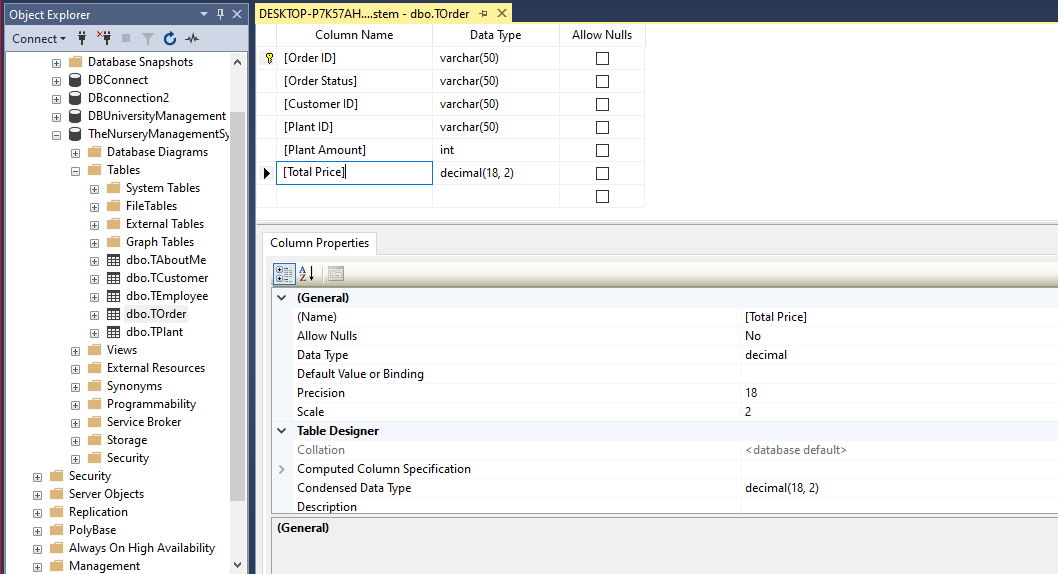 Object Explorer
Connect
Database Snapshots
DBConnect
DBconnection2
DBUniversityManagement
TheNurseryManagementSy
Database Diagrams
Tables
System Tables
FileTables
External Tables
Graph Tables
dbo.TAboutMe
dbo.TCustomer
dbo.TEmployee
dbo.TOrder
dbo.TPlant
Views
External Resources
Synonyms
Programmability
Service Broker
Storage
Security
Security
Server Objects
Replication
PolyBase
Always On High Availability
Management
DESKTOP-P7K57AH....stem - dbo.TOrder
Column Name Data Type Allow Nulls
[Order ID] varchar(50)
[Order Status] varchar(50)
[Customer ID] varchar(50)
[Plant ID] varchar(50)
[Plant Amount] int
[Total Price] decimal(18, 2)
Column Properties
(General)
(Name) [Total Price]
Allow Nulls No
Data Type decimal
Default Value or Binding
Precision 18
Scale 2
Table Designer
Collation <database default>
Computed Column Specification
Condensed Data Type decimal(18, 2)
Description
(General)